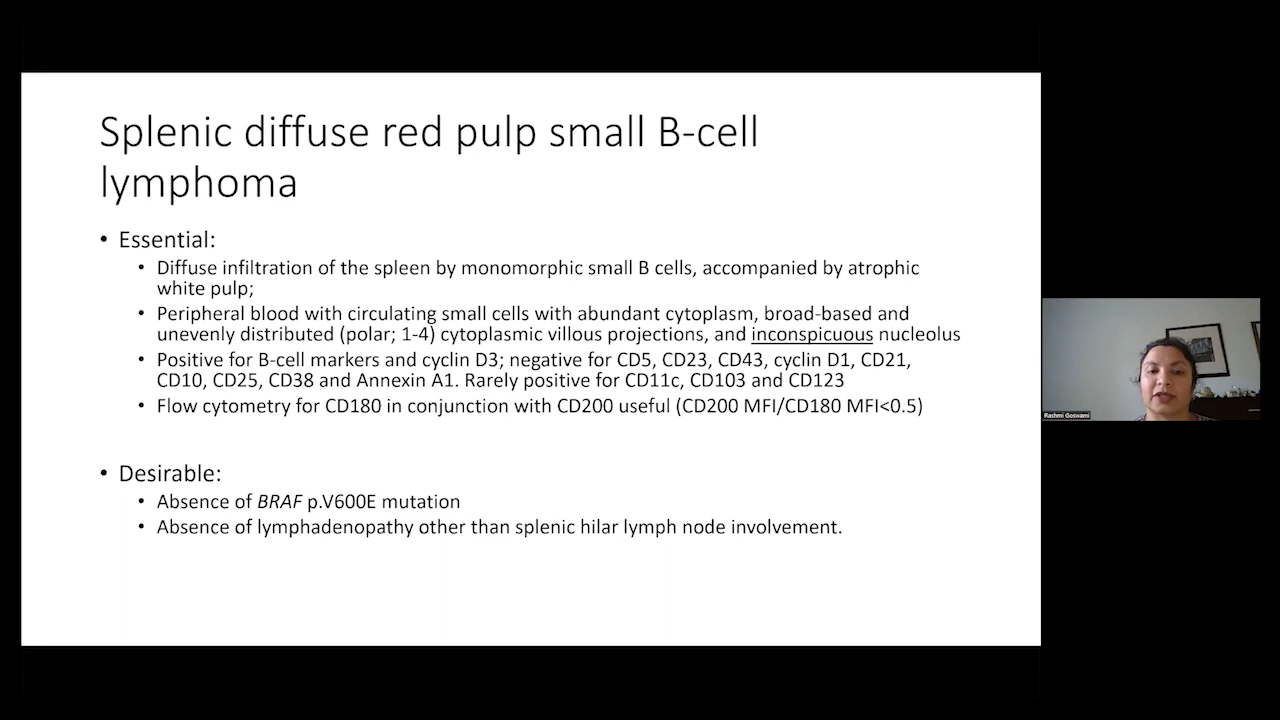 Splenic diffuse red pulp small B-cell
lymphoma
• Essential:
• Diffuse infiltration of the spleen by monomorphic small B cells, accompanied by atrophic
white pulp;
• Peripheral blood with circulating small cells with abundant cytoplasm, broad-based and
unevenly distributed (polar; 1-4) cytoplasmic villous projections, and inconspicuous nucleolus
• Positive for B-cell markers and cyclin D3; negative for CD5, CD23, CD43, cyclin D1, CD21,
CD10, CD25, CD38 and Annexin A1. Rarely positive for CD11c, CD103 and CD123
• Flow cytometry for CD180 in conjunction with CD200 useful (CD200 MFI/CD180 MFI<0.5)
• Desirable:
• Absence of BRAF p.V600E mutation
• Absence of lymphadenopathy other than splenic hilar lymph node involvement.
Rashmi Goswami